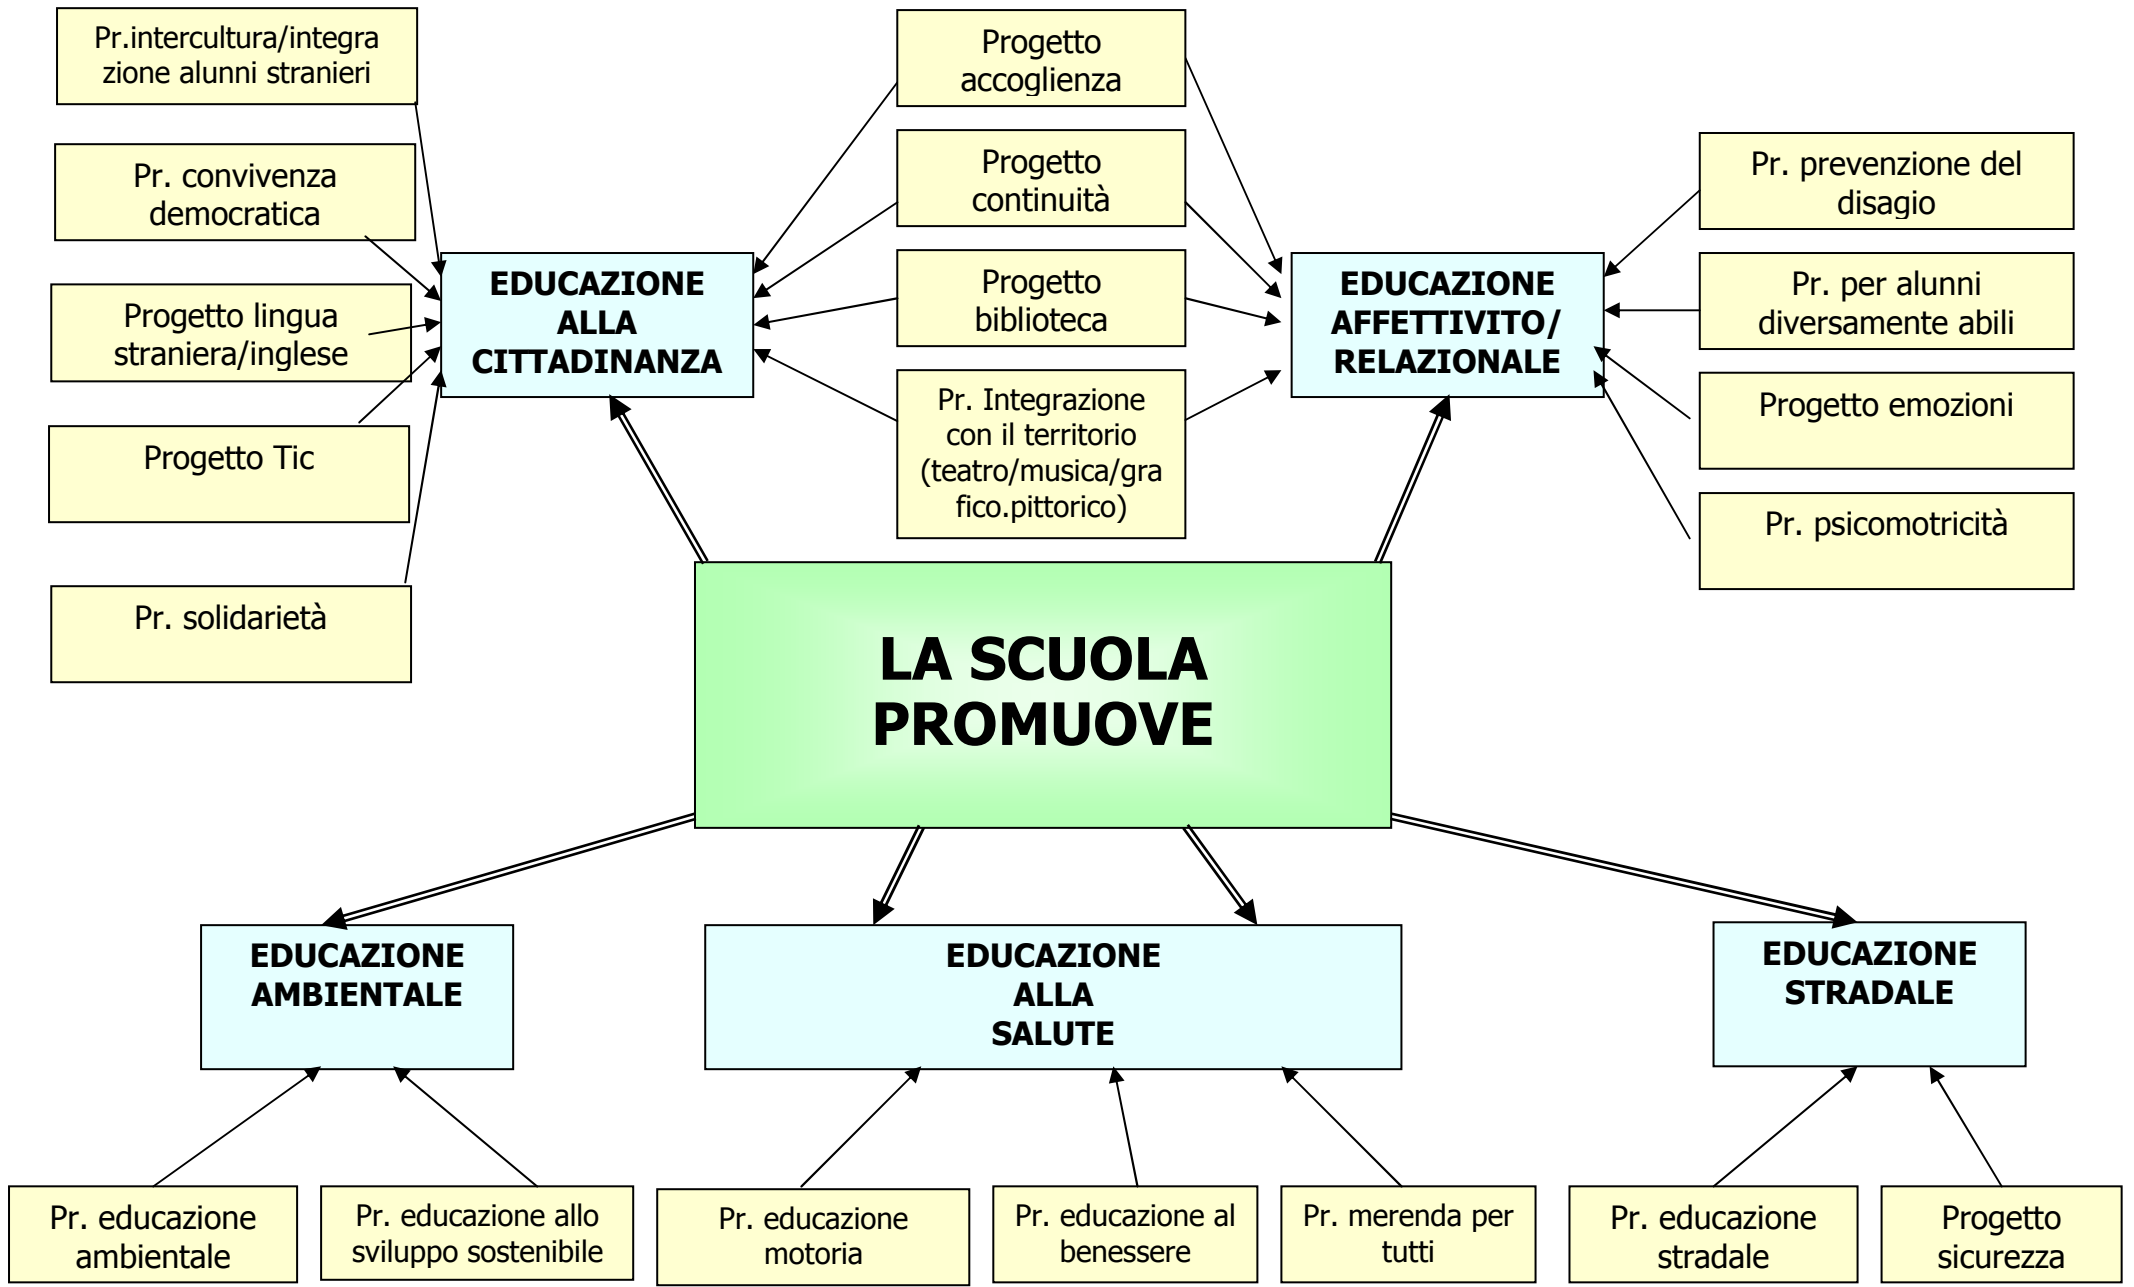 Pr.intercultura/integra
zione alunni stranieri
Pr. convivenza
democratica
Progetto lingua
straniera/inglese
Progetto Tic
Pr. solidarietà
EDUCAZIONE
ALLA
CITTADINANZA
Progetto
accoglienza
Progetto
continuità
Progetto
biblioteca
Pr. Integrazione
con il territorio
(teatro/musica/gra
fico.pittorico)
EDUCAZIONE
AFFETTIVITO/
RELAZIONALE
Pr. prevenzione del
disagio
Pr. per alunni
diversamente abili
Progetto emozioni
Pr. psicomotricità
LA SCUOLA
PROMUOVE
EDUCAZIONE
AMBIENTALE
EDUCAZIONE
ALLA
SALUTE
EDUCAZIONE
STRADALE
Pr. educazione
ambientale
Pr. educazione allo
sviluppo sostenibile
Pr. educazione
motoria
Pr. educazione al
benessere
Pr. merenda per
tutti
Pr. educazione
stradale
Progetto
sicurezza